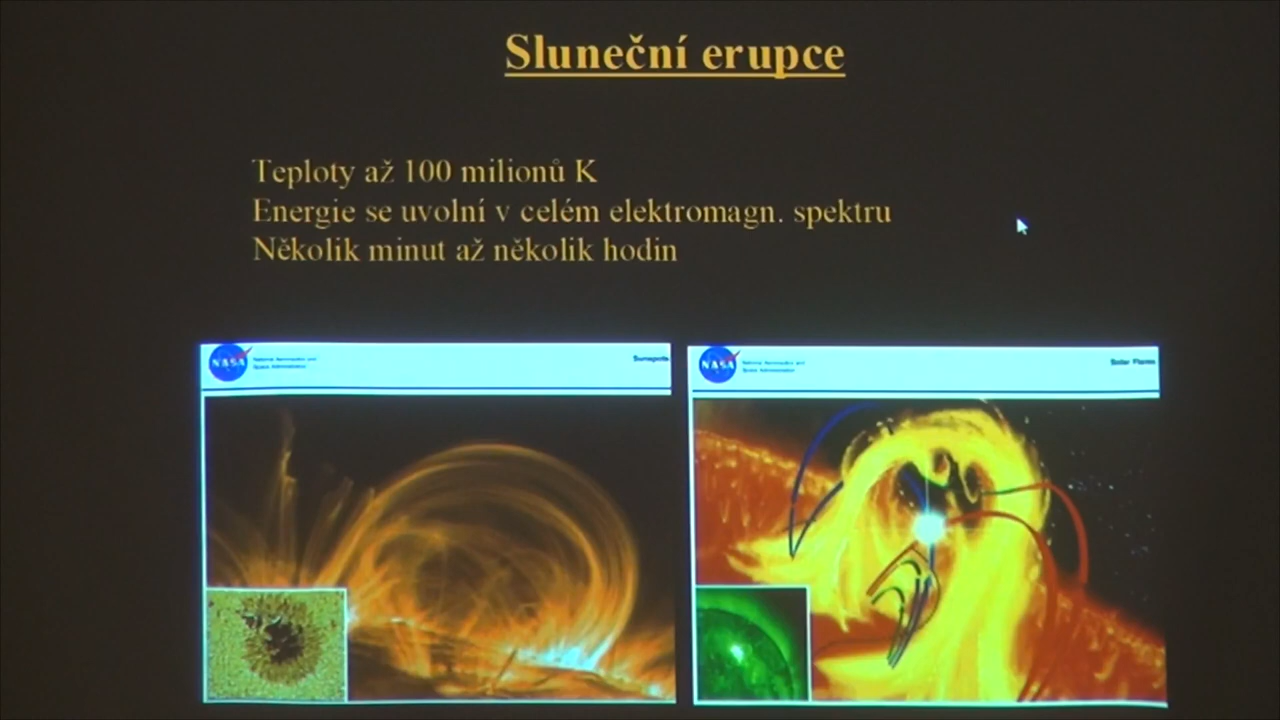 Sluneční erupce
Teploty až 100 milionů K
Energie se uvolní v celém elektromagn. spektru
Několik minut až několik hodin
NASA
National Aeronautics and
Space Administration
Sunspots
NASA
National Aeronautics and
Space Administration
Solar Flares